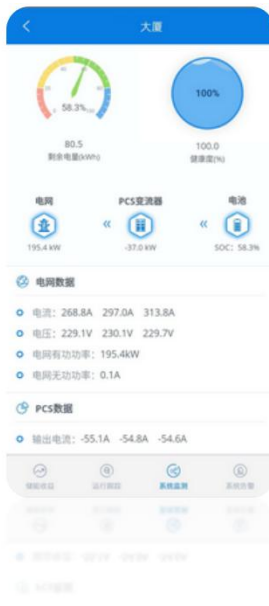 大厦
58.3%
100%
80.5
剩余电量(kWh)
100.0
健康度(%)
电网
PCS变流器
电池
195.4 kW
-37.0 kW
SOC: 58.3%
电网数据
电流: 268.8A 297.0A 313.8A
电压: 229.1V 230.1V 229.7V
电网有功功率: 195.4kW
电网无功功率: 0.1A
PCS数据
输出电流: -55.1A -54.8A -54.6A
储能收益
运行跟踪
系统监测
系统告警